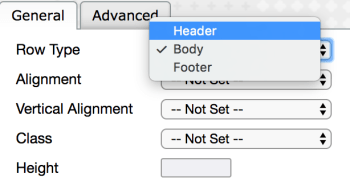 General Advanced
Header
Row Type ✓ Body
Footer
Alignment -- Not Set --
Vertical Alignment -- Not Set --
Class -- Not Set --
Height